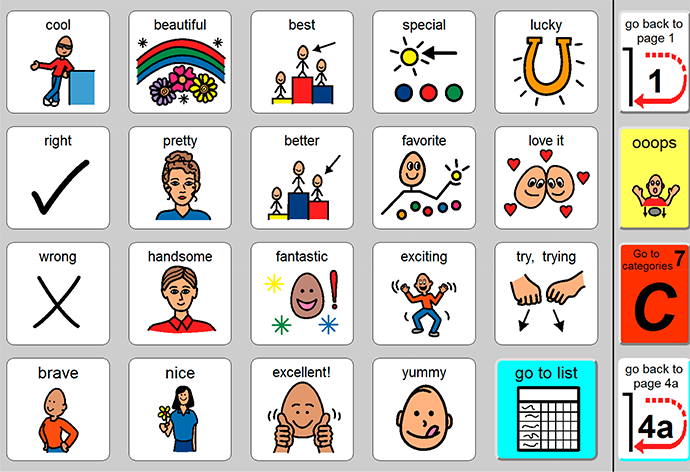 cool
beautiful
best
special
lucky
go back to
page 1
1
right
pretty
better
favorite
love it
ooops
wrong
handsome
fantastic
exciting
try, trying
Go to
categories 7
C
brave
nice
excellent!
yummy
go to list
go back to
page 4a
4a